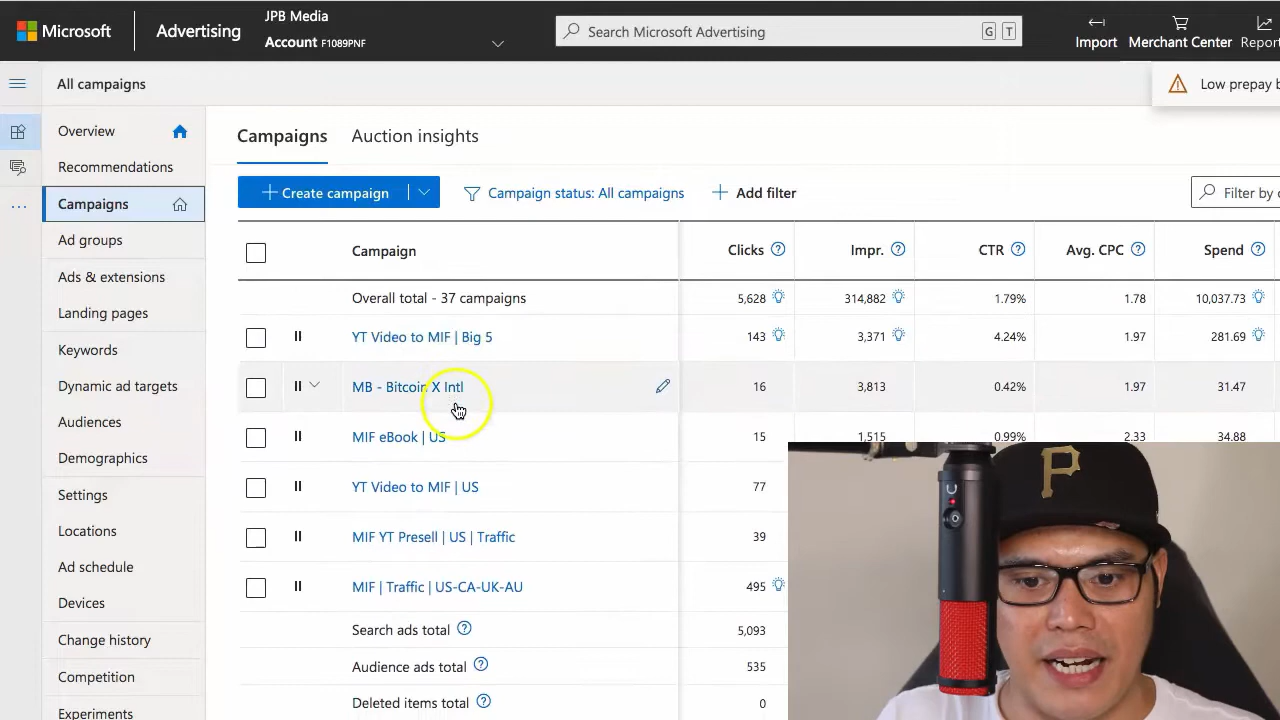 Microsoft
Advertising
JPB Media
Account F1089PNF
Search Microsoft Advertising
G T
Import
Merchant Center
Report
All campaigns
Low prepay b
Overview
Recommendations
Campaigns
Ad groups
Ads & extensions
Landing pages
Keywords
Dynamic ad targets
Audiences
Demographics
Settings
Locations
Ad schedule
Devices
Change history
Competition
Experiments
Campaigns Auction insights
Create campaign
Campaign status: All campaigns
Add filter
Filter by c
Campaign Clicks Impr. CTR Avg. CPC Spend
Overall total - 37 campaigns 5,628 314,882 1.79% 1.78 10,037.73
YT Video to MIF | Big 5 143 3,371 4.24% 1.97 281.69
MB - Bitcoin X Intl 16 3,813 0.42% 1.97 31.47
MIF eBook | US 15 1,515 0.99% 2.33 34.88
YT Video to MIF | US 77
MIF YT Presell | US | Traffic 39
MIF | Traffic | US-CA-UK-AU 495
Search ads total 5,093
Audience ads total 535
Deleted items total 0
P